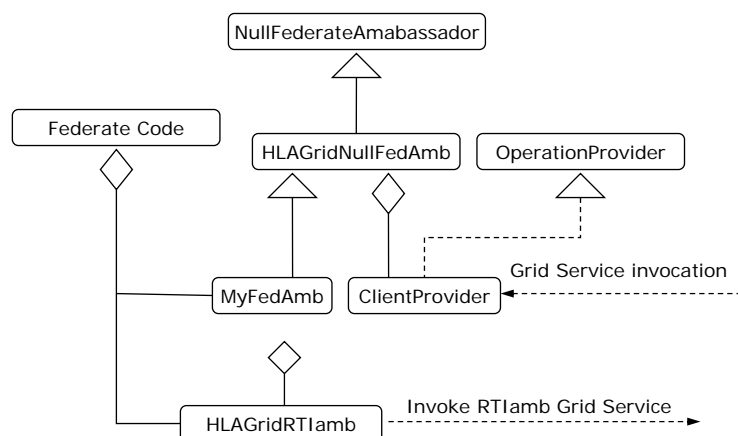 NullFederateAmabassador
Federate Code
HLAGridNullFedAmb
OperationProvider
Grid Service invocation
MyFedAmb
ClientProvider
Invoke RTIamb Grid Service
HLAGridRTIamb